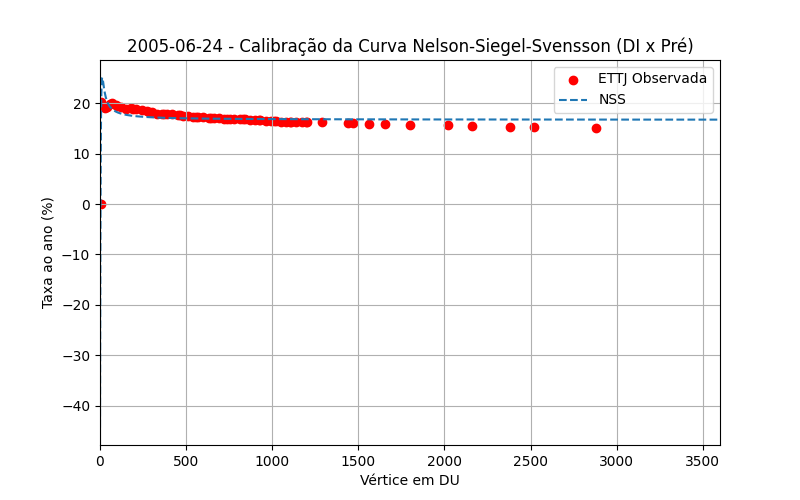 2005-06-24 - Calibração da Curva Nelson-Siegel-Svensson (DI x Pré)
ETTJ Observada
NSS
Taxa ao ano (%)
20
10
0
−10
−20
−30
−40
0 500 1000 1500 2000 2500 3000 3500
Vértice em DU